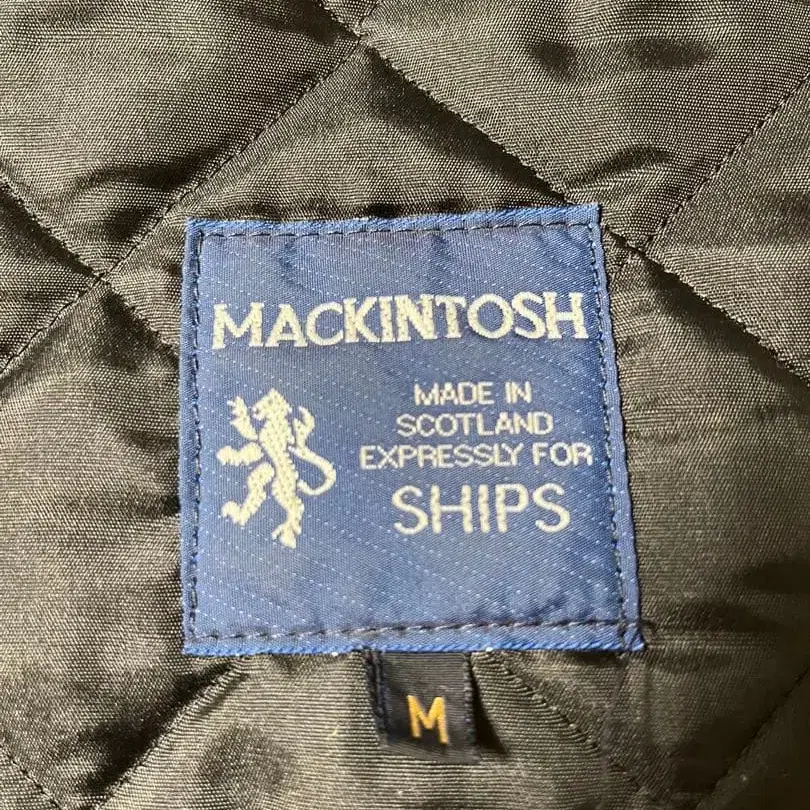 MACKINTOSH
MADE IN
SCOTLAND
EXPRESSLY FOR
SHIPS
M